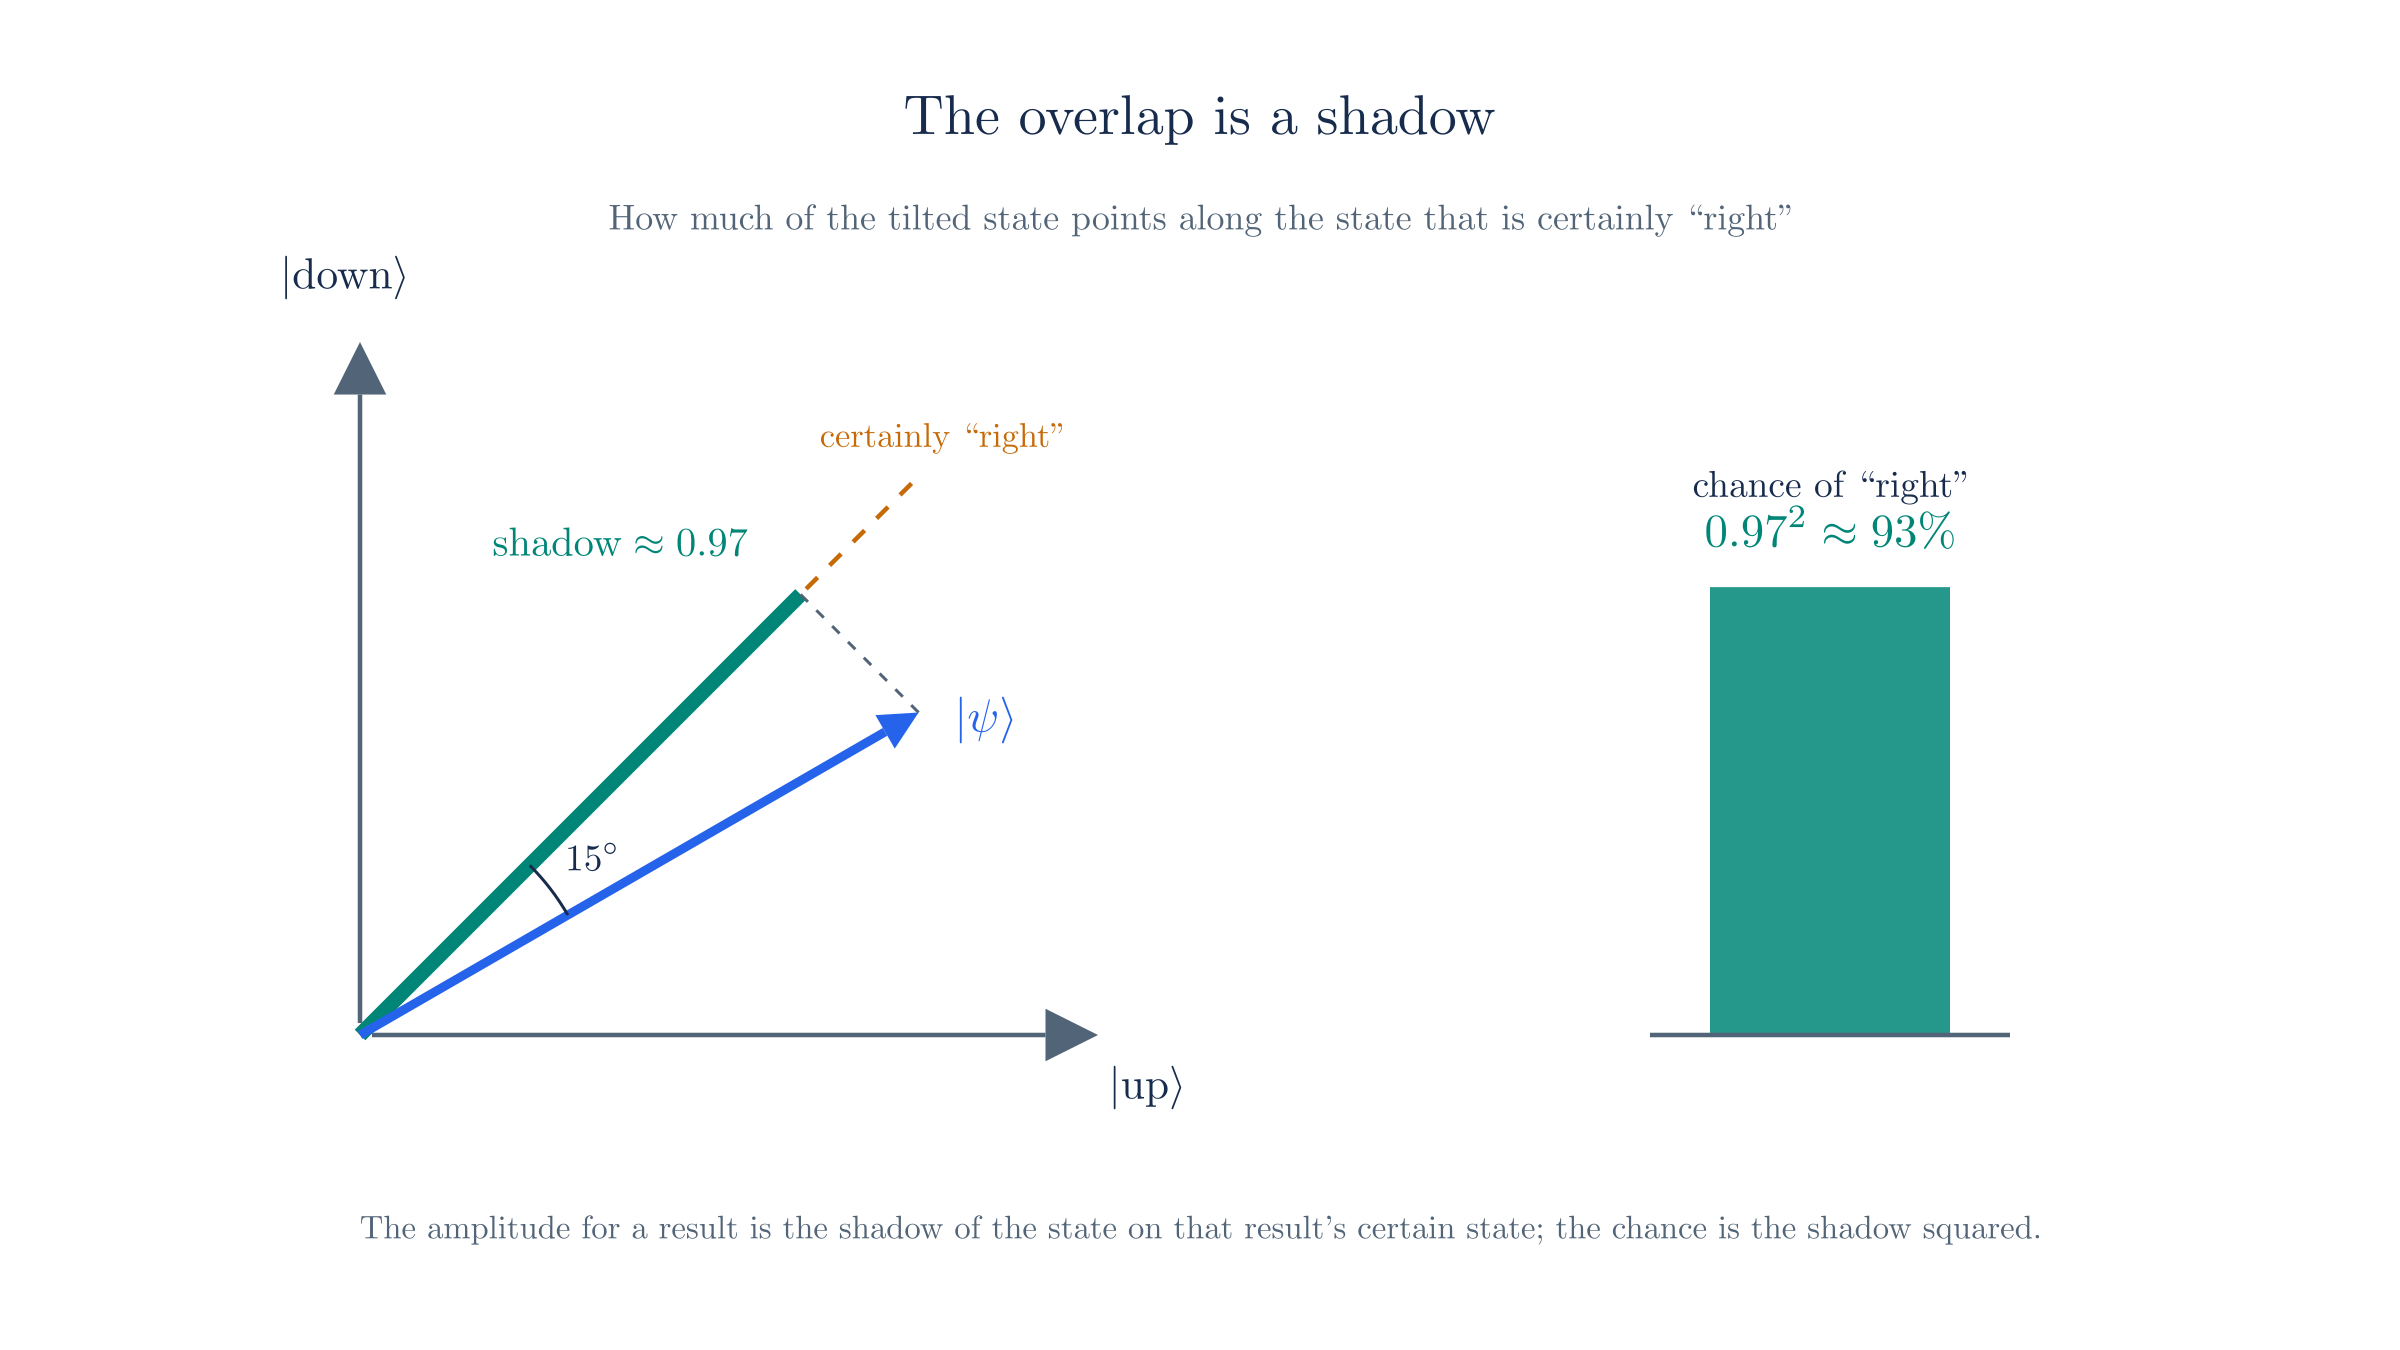 The overlap is a shadow
How much of the tilted state points along the state that is certainly “right”
|down⟩
certainly “right”
shadow ≈ 0.97
chance of “right”
0.97² ≈ 93%
|ψ⟩
15°
|up⟩
The amplitude for a result is the shadow of the state on that result’s certain state; the chance is the shadow squared.